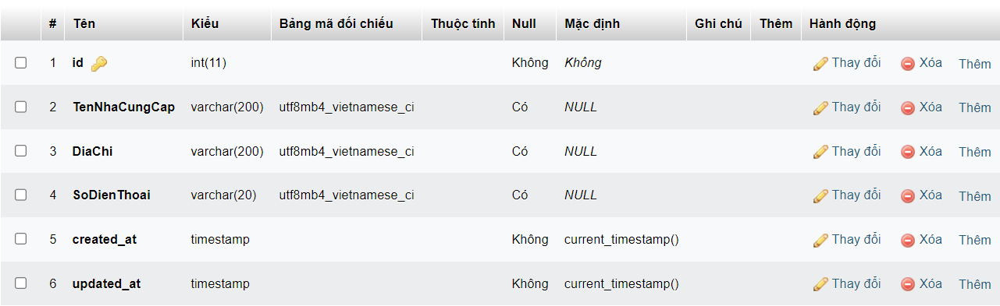 # Tên Kiểu Bảng mã đối chiếu Thuộc tính Null Mặc định Ghi chú Thêm Hành động
1 id int(11) Không Không Thay đổi Xóa Thêm
2 TenNhaCungCap varchar(200) utf8mb4_vietnamese_ci Có NULL Thay đổi Xóa Thêm
3 DiaChi varchar(200) utf8mb4_vietnamese_ci Có NULL Thay đổi Xóa Thêm
4 SoDienThoai varchar(20) utf8mb4_vietnamese_ci Có NULL Thay đổi Xóa Thêm
5 created_at timestamp Không current_timestamp() Thay đổi Xóa Thêm
6 updated_at timestamp Không current_timestamp() Thay đổi Xóa Thêm